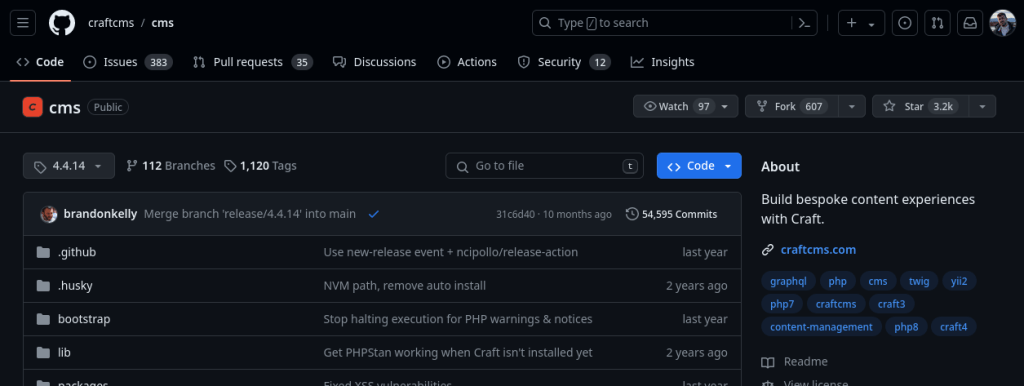 craftcms / cms
Type / to search
Code Issues 383 Pull requests 35 Discussions Actions Security 12 Insights
cms Public Watch 97 Fork 607 Star 3.2k
4.4.14 112 Branches 1,120 Tags Go to file t Code
brandonkelly Merge branch 'release/4.4.14' into main 31c6d40 · 10 months ago 54,595 Commits
.github Use new-release event + ncipollo/release-action last year
.husky NVM path, remove auto install 2 years ago
bootstrap Stop halting execution for PHP warnings & notices last year
lib Get PHPStan working when Craft isn't installed yet 2 years ago
packages Fixed XSS vulnerabilities last year
About
Build bespoke content experiences
with Craft.
craftcms.com
graphql php cms twig yii2
php7 craftcms craft3
content-management php8 craft4
Readme
View license